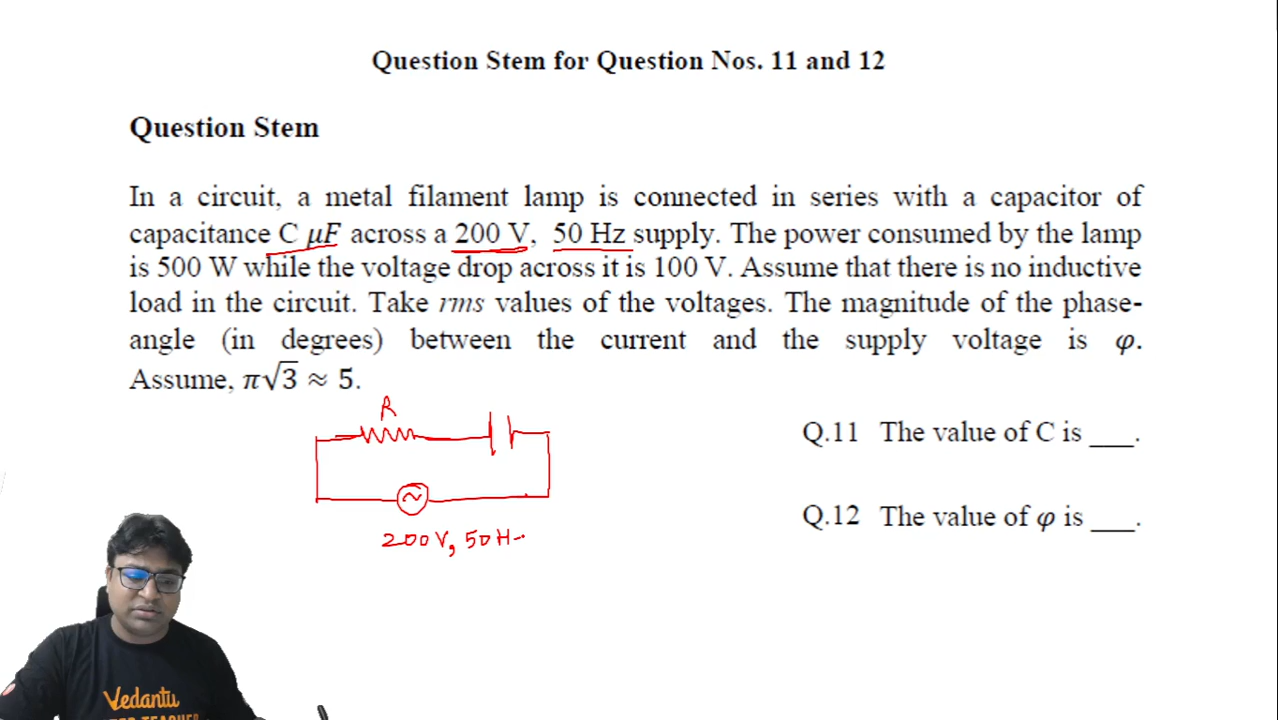 Question Stem for Question Nos. 11 and 12
Question Stem
In a circuit, a metal filament lamp is connected in series with a capacitor of
capacitance C μF across a 200 V, 50 Hz supply. The power consumed by the lamp
is 500 W while the voltage drop across it is 100 V. Assume that there is no inductive
load in the circuit. Take rms values of the voltages. The magnitude of the phase-
angle (in degrees) between the current and the supply voltage is φ.
Assume, π√3 ≈ 5.
R
200V, 50H
Q.11 The value of C is ___.
Q.12 The value of φ is ___.
Vedantu